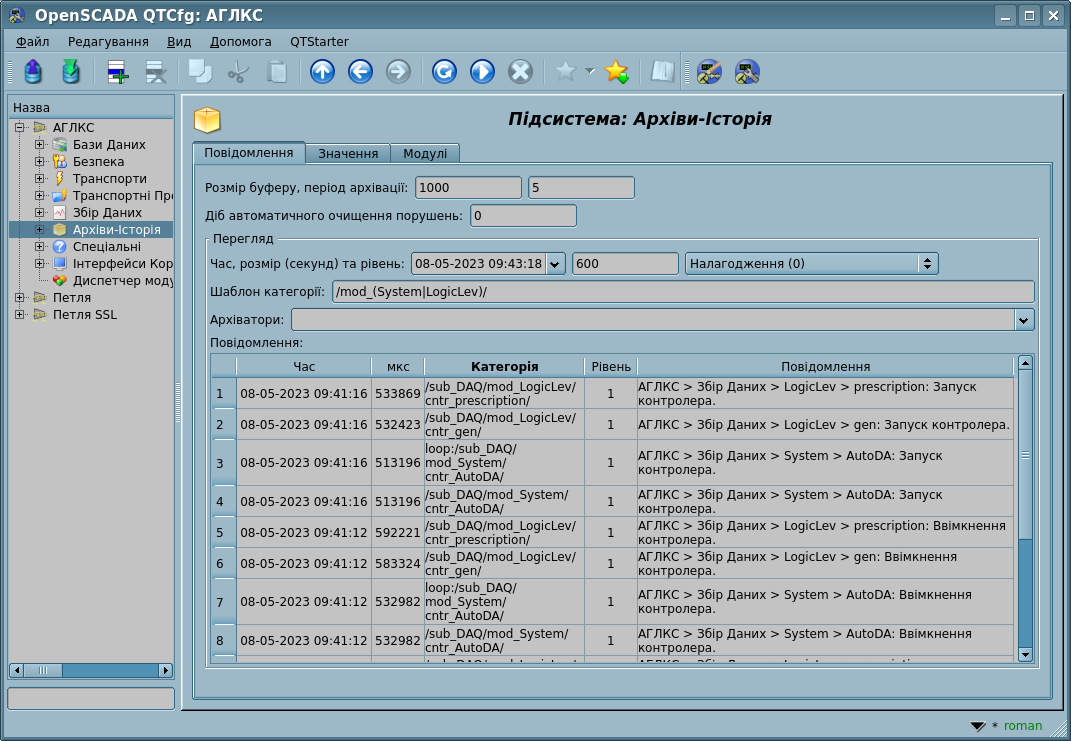 OpenSCADA QTCfg: АГЛКС
Файл Редагування Вид Допомога QTStarter
Назва
АГЛКС
Бази Даних
Безпека
Транспорти
Транспортні Про
Збір Даних
Архіви-Історія
Спеціальні
Інтерфейси Кор
Диспетчер моду
Петля
Петля SSL
Підсистема: Архіви-Історія
Повідомлення Значення Модулі
Розмір буферу, період архівації: 1000 5
Діб автоматичного очищення порушень: 0
Перегляд
Час, розмір (секунд) та рівень: 08-05-2023 09:43:18 600 Налагодження (0)
Шаблон категорії: /mod_(System|LogicLev)/
Архіватори:
Повідомлення:
Час мкс Категорія Рівень Повідомлення
1 08-05-2023 09:41:16 533869 /sub_DAQ/mod_LogicLev/ 1 АГЛКС > Збір Даних > LogicLev > prescription: Запуск
cntr_prescription/ контролера.
2 08-05-2023 09:41:16 532423 /sub_DAQ/mod_LogicLev/ 1 АГЛКС > Збір Даних > LogicLev > gen: Запуск контролера.
cntr_gen/
3 08-05-2023 09:41:16 513196 loop:/sub_DAQ/ 1 АГЛКС > Збір Даних > System > AutoDA: Запуск
mod_System/ контролера.
cntr_AutoDA/
4 08-05-2023 09:41:16 513196 /sub_DAQ/mod_System/ 1 АГЛКС > Збір Даних > System > AutoDA: Запуск
cntr_AutoDA/ контролера.
5 08-05-2023 09:41:12 592221 /sub_DAQ/mod_LogicLev/ 1 АГЛКС > Збір Даних > LogicLev > prescription: Ввімкнення
cntr_prescription/ контролера.
6 08-05-2023 09:41:12 583324 /sub_DAQ/mod_LogicLev/ 1 АГЛКС > Збір Даних > LogicLev > gen: Ввімкнення
cntr_gen/ контролера.
7 08-05-2023 09:41:12 532982 loop:/sub_DAQ/ 1 АГЛКС > Збір Даних > System > AutoDA: Ввімкнення
mod_System/ контролера.
cntr_AutoDA/
8 08-05-2023 09:41:12 532982 /sub_DAQ/mod_System/ 1 АГЛКС > Збір Даних > System > AutoDA: Ввімкнення
cntr_AutoDA/ контролера.
* roman